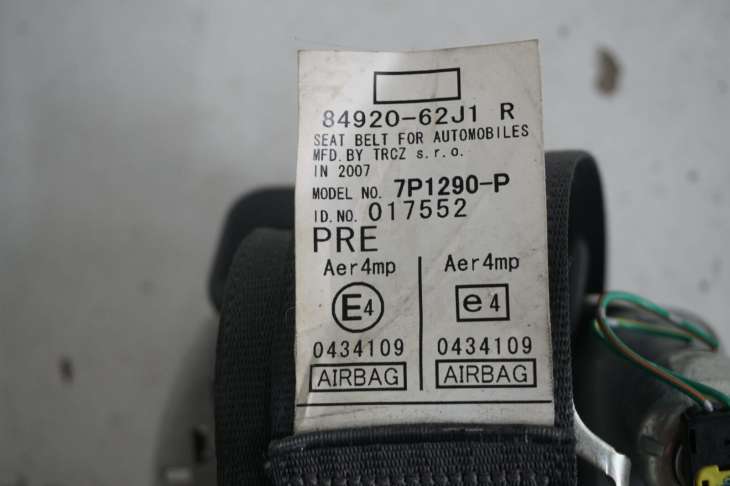 84920-62J1 R
SEAT BELT FOR AUTOMOBILES
MFD. BY TRCZ s.r.o.
IN 2007
MODEL NO. 7P1290-P
ID. NO. 017552
PRE
Aer4mp Aer4mp
E4 e4
0434109 0434109
AIRBAG AIRBAG